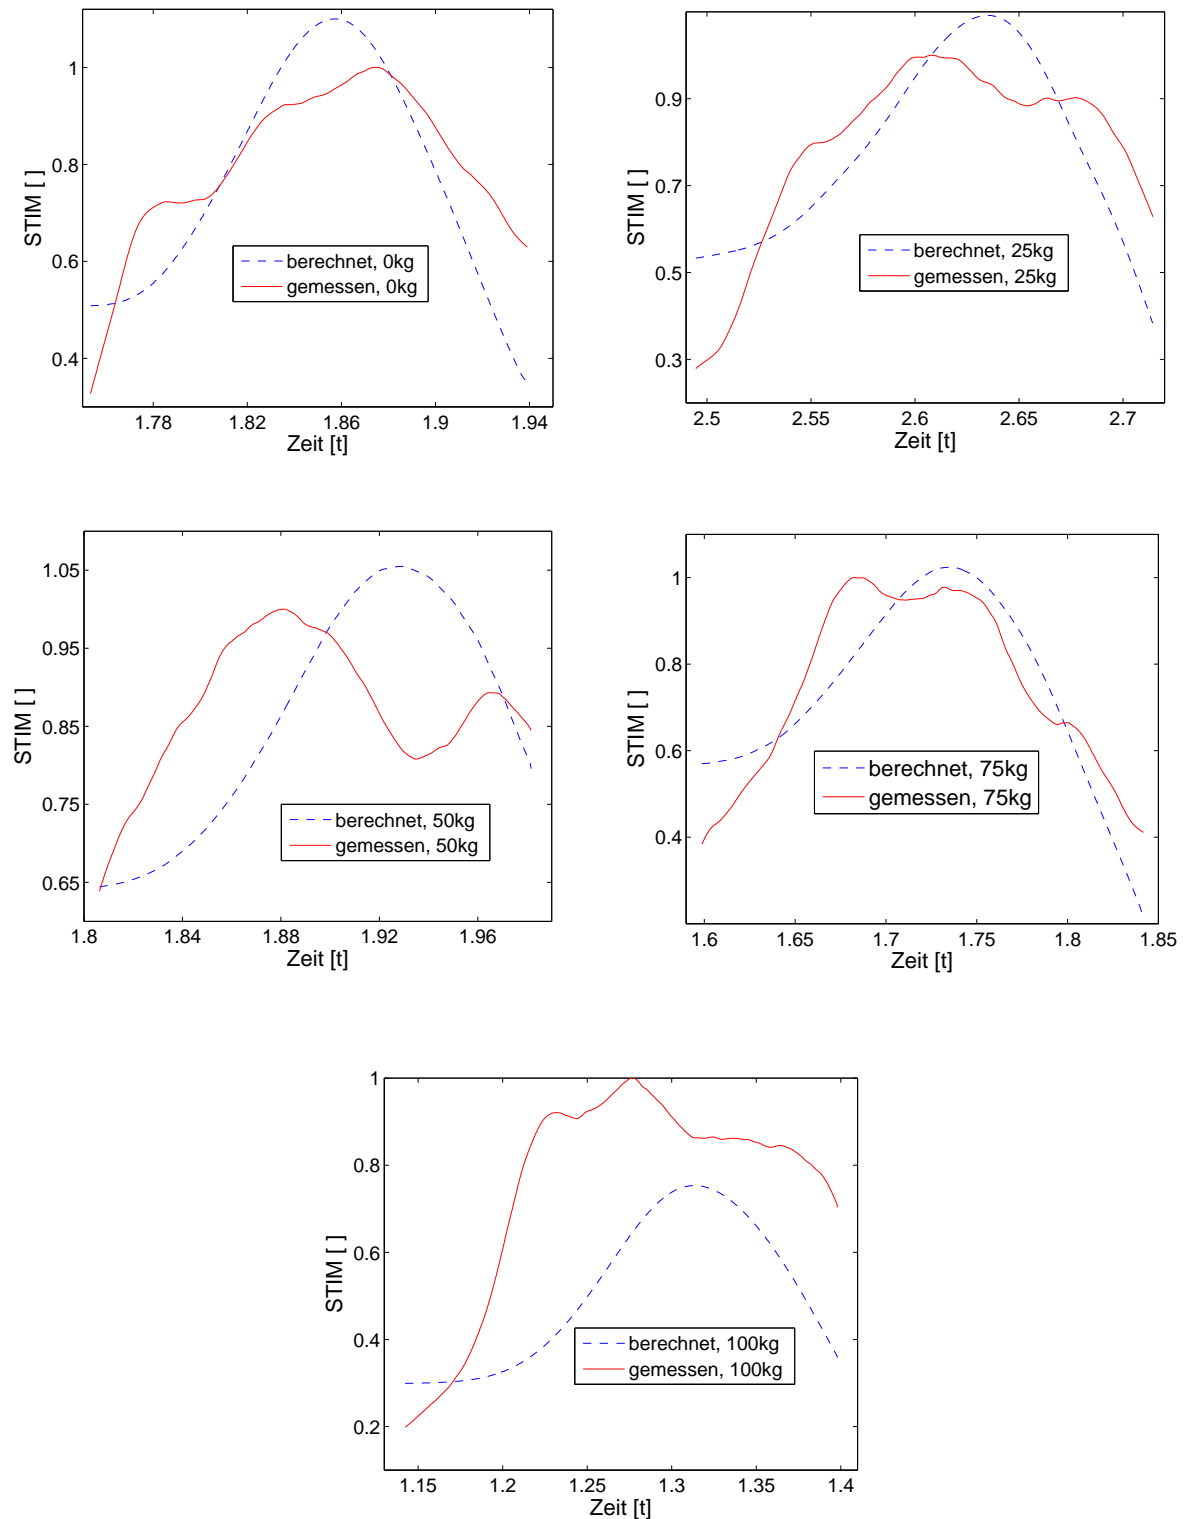 1
0.8
0.6
0.4
STIM [ ]
1.78 1.82 1.86 1.9 1.94
Zeit [t]
berechnet, 0kg
gemessen, 0kg
0.9
0.7
0.5
0.3
STIM [ ]
2.5 2.55 2.6 2.65 2.7
Zeit [t]
berechnet, 25kg
gemessen, 25kg
1.05
0.95
0.85
0.75
0.65
STIM [ ]
1.8 1.84 1.88 1.92 1.96
Zeit [t]
berechnet, 50kg
gemessen, 50kg
1
0.8
0.6
0.4
STIM [ ]
1.6 1.65 1.7 1.75 1.8 1.85
Zeit [t]
berechnet, 75kg
gemessen, 75kg
1
0.8
0.6
0.4
0.2
STIM [ ]
1.15 1.2 1.25 1.3 1.35 1.4
Zeit [t]
berechnet, 100kg
gemessen, 100kg